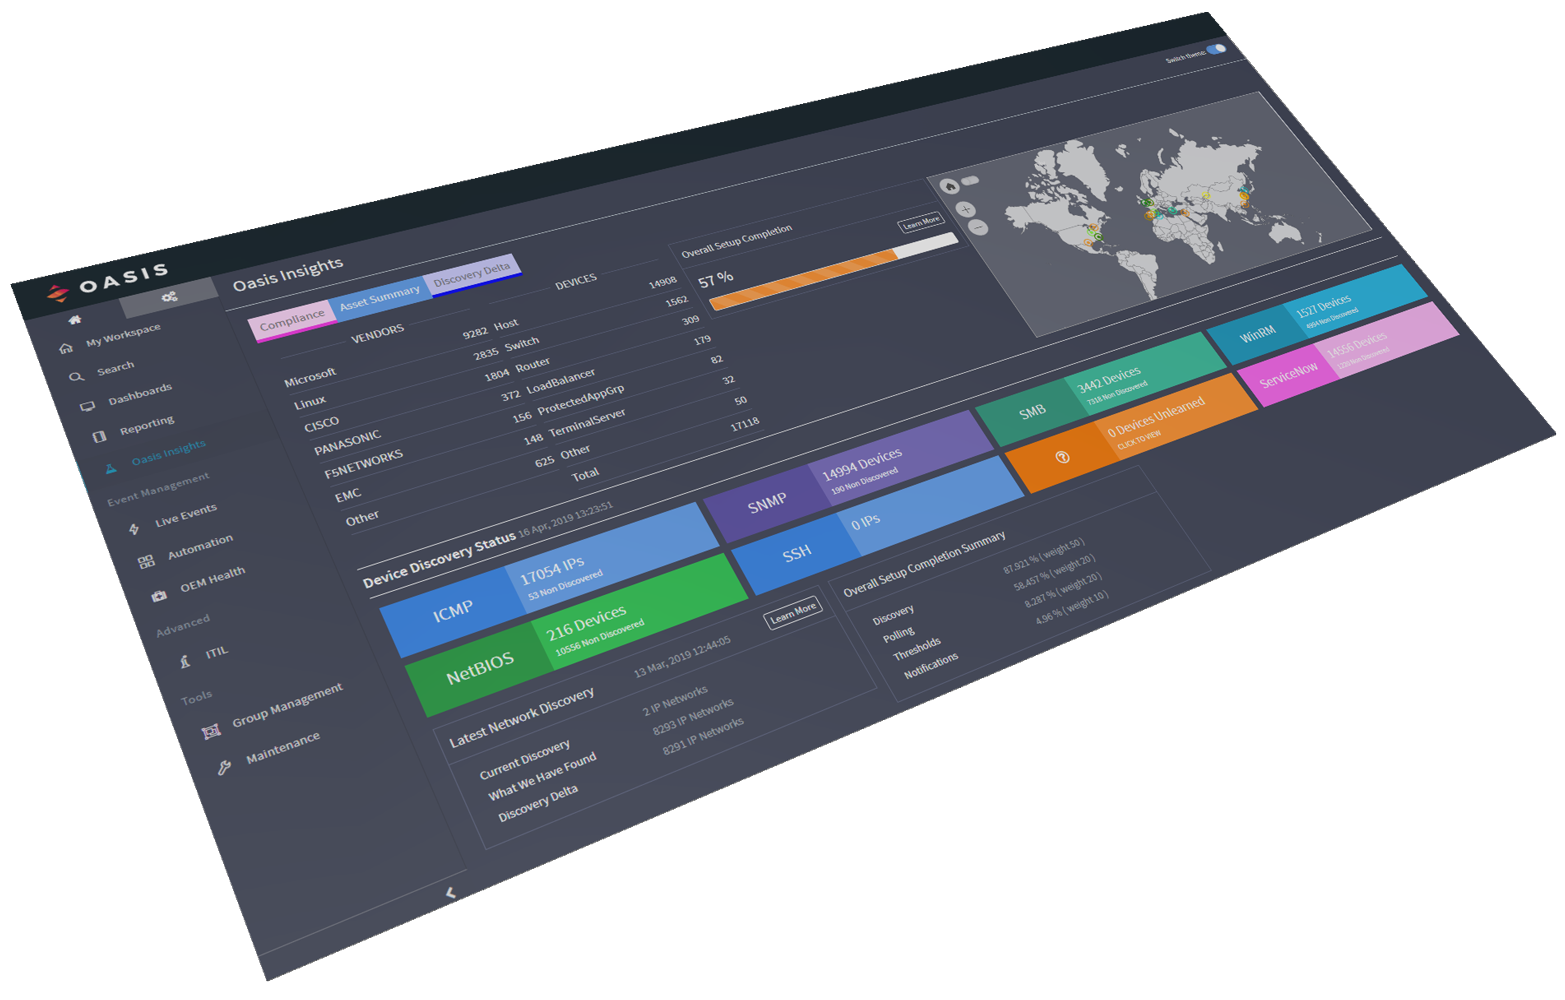 OASIS
Switch theme:
Oasis Insights
My Workspace
Search
Dashboards
Reporting
Oasis Insights
Event Management
Live Events
Automation
OEM Health
Advanced
ITIL
Tools
Group Management
Maintenance
Compliance
Asset Summary
Discovery Delta
VENDORS
Microsoft 9282
Linux 2835
CISCO 1804
PANASONIC 372
F5NETWORKS 156
EMC 148
Other 625
DEVICES
Host 14908
Switch 1562
Router 309
LoadBalancer 179
ProtectedAppGrp 82
TerminalServer 32
Other 50
Total 17118
Overall Setup Completion
Learn More
57 %
Device Discovery Status 16 Apr, 2019 13:23:51
ICMP
17054 IPs
53 Non Discovered
SNMP
14994 Devices
190 Non Discovered
SMB
3442 Devices
7318 Non Discovered
WinRM
1527 Devices
NetBIOS
216 Devices
10556 Non Discovered
SSH
0 IPs
0 Devices Unlearned
CLICK TO VIEW
ServiceNow
14556 Devices
Latest Network Discovery
13 Mar, 2019 12:44:05
Learn More
Current Discovery 2 IP Networks
What We Have Found 8293 IP Networks
Discovery Delta 8291 IP Networks
Overall Setup Completion Summary
Discovery 87.921 % ( weight 50 )
Polling 58.457 % ( weight 20 )
Thresholds 8.287 % ( weight 20 )
Notifications 4.96 % ( weight 10 )